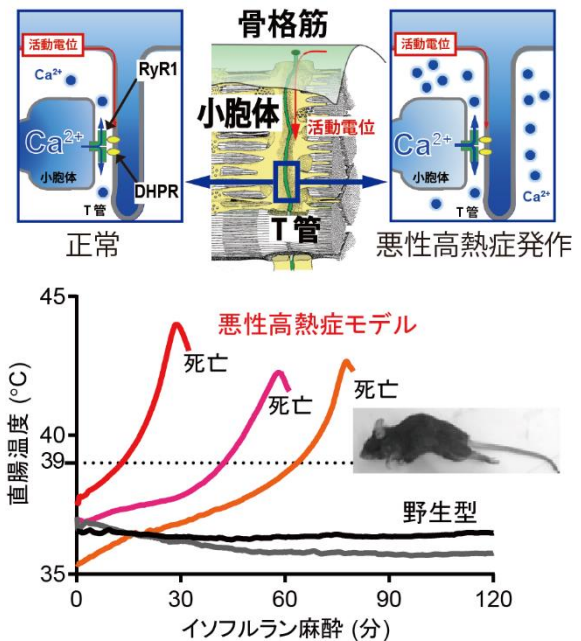 骨格筋
活動電位
Ca²⁺
RyR1
Ca²⁺
小胞体
DHPR
T管
正常
小胞体
活動電位
T管
活動電位
Ca²⁺
小胞体
T管
Ca²⁺
悪性高熱症発作
悪性高熱症モデル
死亡
死亡
死亡
野生型
直腸温度 (°C)
45
40
39
35
0
30
60
90
120
イソフルラン麻酔 (分)